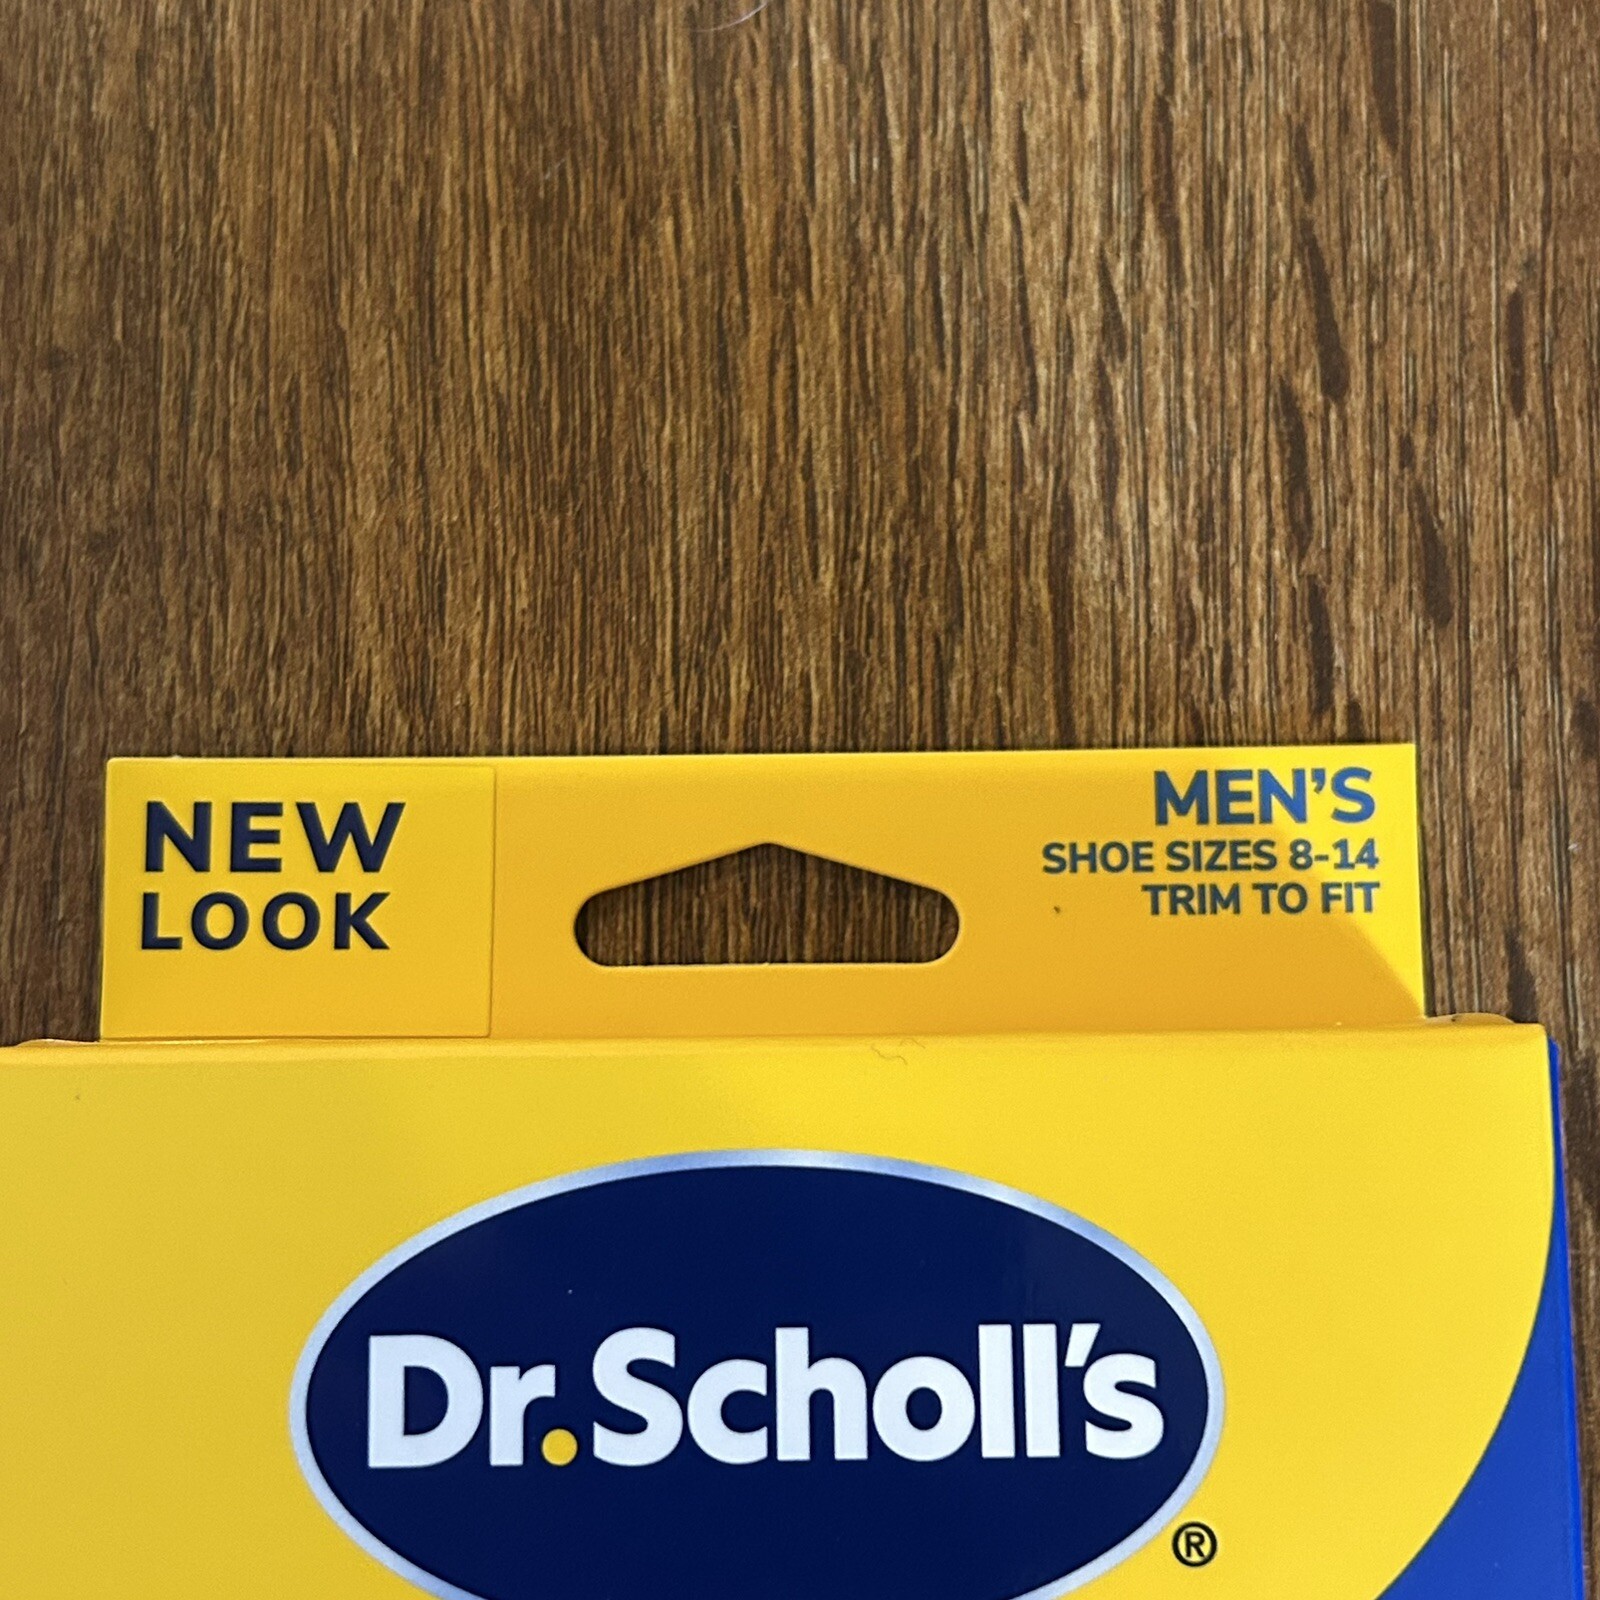 NEW
LOOK
MEN'S
SHOE SIZES 8-14
TRIM TO FIT
Dr.Scholl's
®